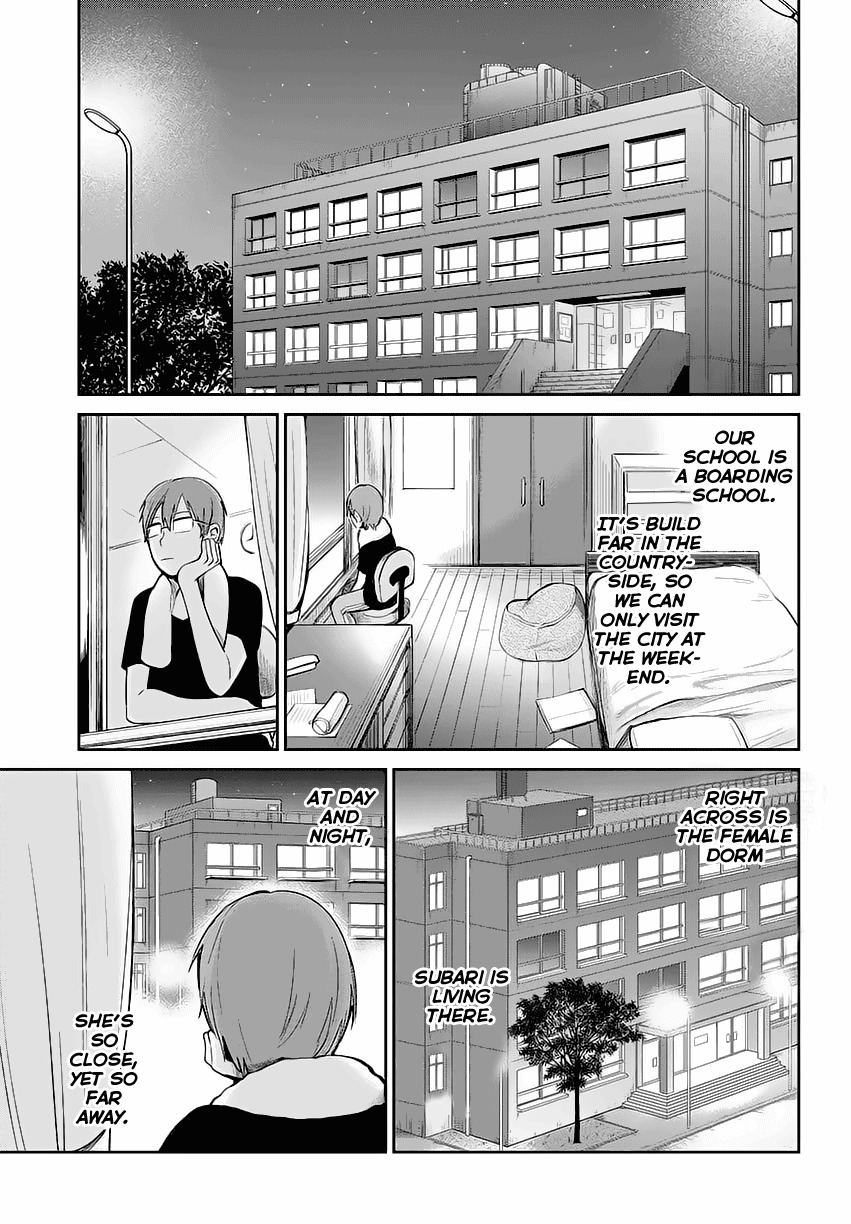 OUR
SCHOOL IS
A BOARDING
SCHOOL.
IT'S BUILD
FAR IN THE
COUNTRY-
SIDE, SO
WE CAN
ONLY VISIT
THE CITY AT
THE WEEK-
END.
RIGHT
ACROSS IS
THE FEMALE
DORM
SUBARI IS
LIVING
THERE.
AT DAY
AND
NIGHT,
SHE'S
SO
CLOSE,
YET SO
FAR
AWAY.